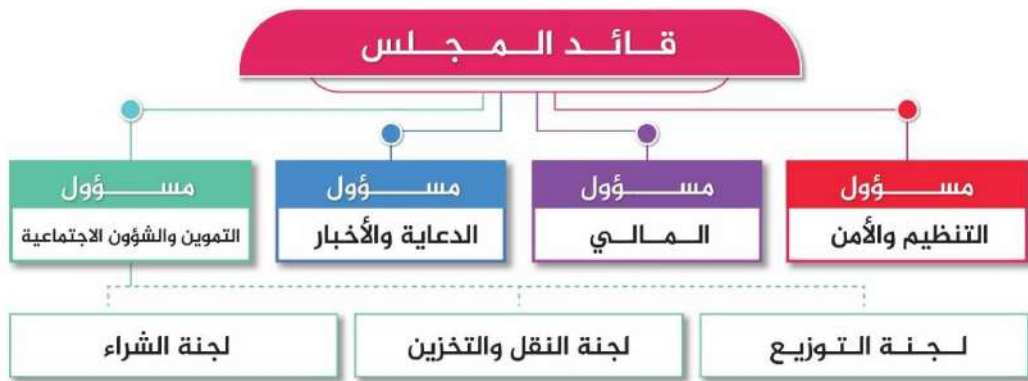 قائد المجلس
مسؤول
التنظيم والأمن
مسؤول
المالي
مسؤول
الدعاية والأخبار
مسؤول
التموين والشؤون الاجتماعية
لجنة التوزيع
لجنة النقل والتخزين
لجنة الشراء